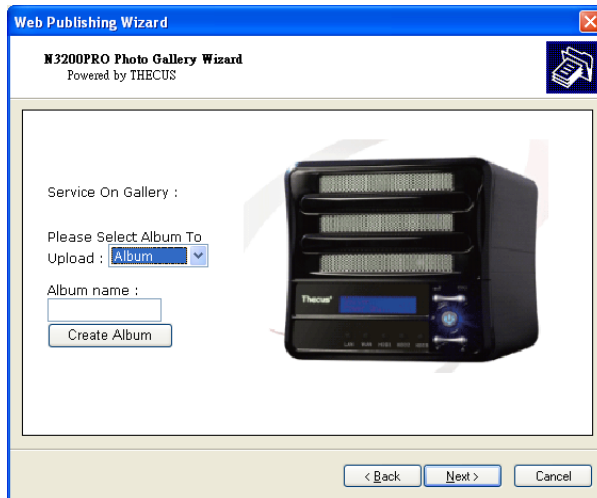 Web Publishing Wizard
N3200PRO Photo Gallery Wizard
Powered by THECUS
Service On Gallery :
Please Select Album To
Upload : Album
Album name :
Create Album
Thecus
LAN
< Back
Next >
Cancel